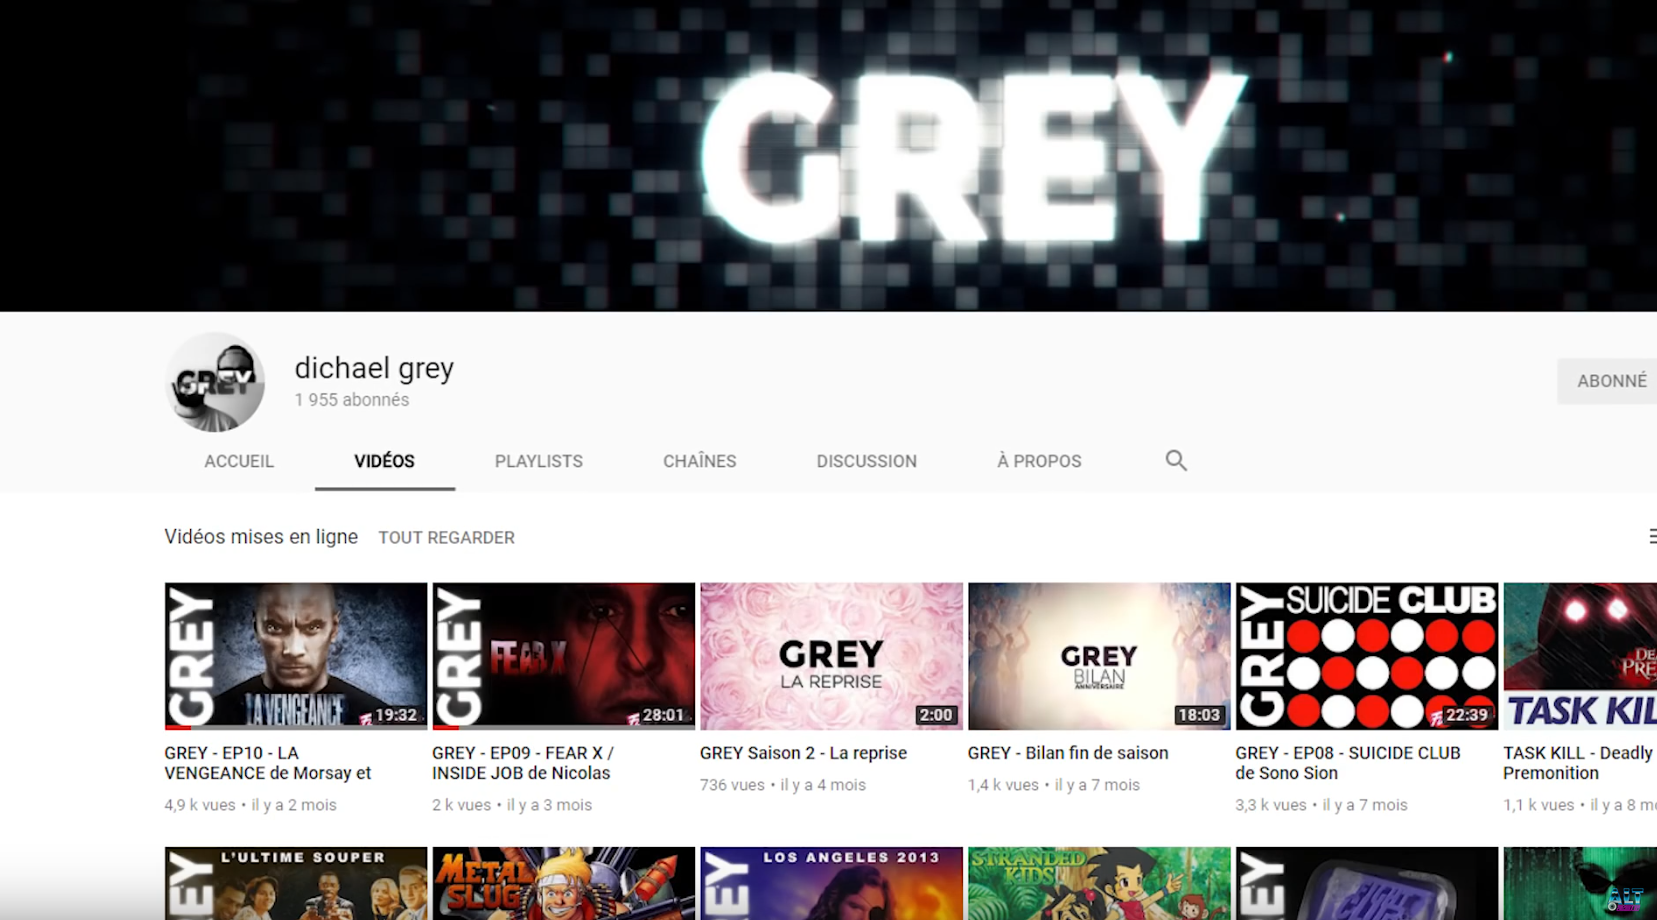 GREY
GREY
dichael grey
1 955 abonnés
ABONNÉ
ACCUEIL
VIDÉOS
PLAYLISTS
CHAÎNES
DISCUSSION
À PROPOS
Vidéos mises en ligne
TOUT REGARDER
GREY
LA VENGEANCE
19:32
GREY
FEAR X
28:01
GREY
LA REPRISE
2:00
GREY
BILAN
ANNIVERSAIRE
18:03
GREY
SUICIDE CLUB
22:39
TASK KIL
GREY - EP10 - LA
VENGEANCE de Morsay et
4,9 k vues • il y a 2 mois
GREY - EP09 - FEAR X /
INSIDE JOB de Nicolas
2 k vues • il y a 3 mois
GREY Saison 2 - La reprise
736 vues • il y a 4 mois
GREY - Bilan fin de saison
1,4 k vues • il y a 7 mois
GREY - EP08 - SUICIDE CLUB
de Sono Sion
3,3 k vues • il y a 7 mois
TASK KILL - Deadly
Premonition
1,1 k vues • il y a 8 mo
L'ULTIME SOUPER
METAL
SLUG
LOS ANGELES 2013
STRANDED
KIDS
ALT